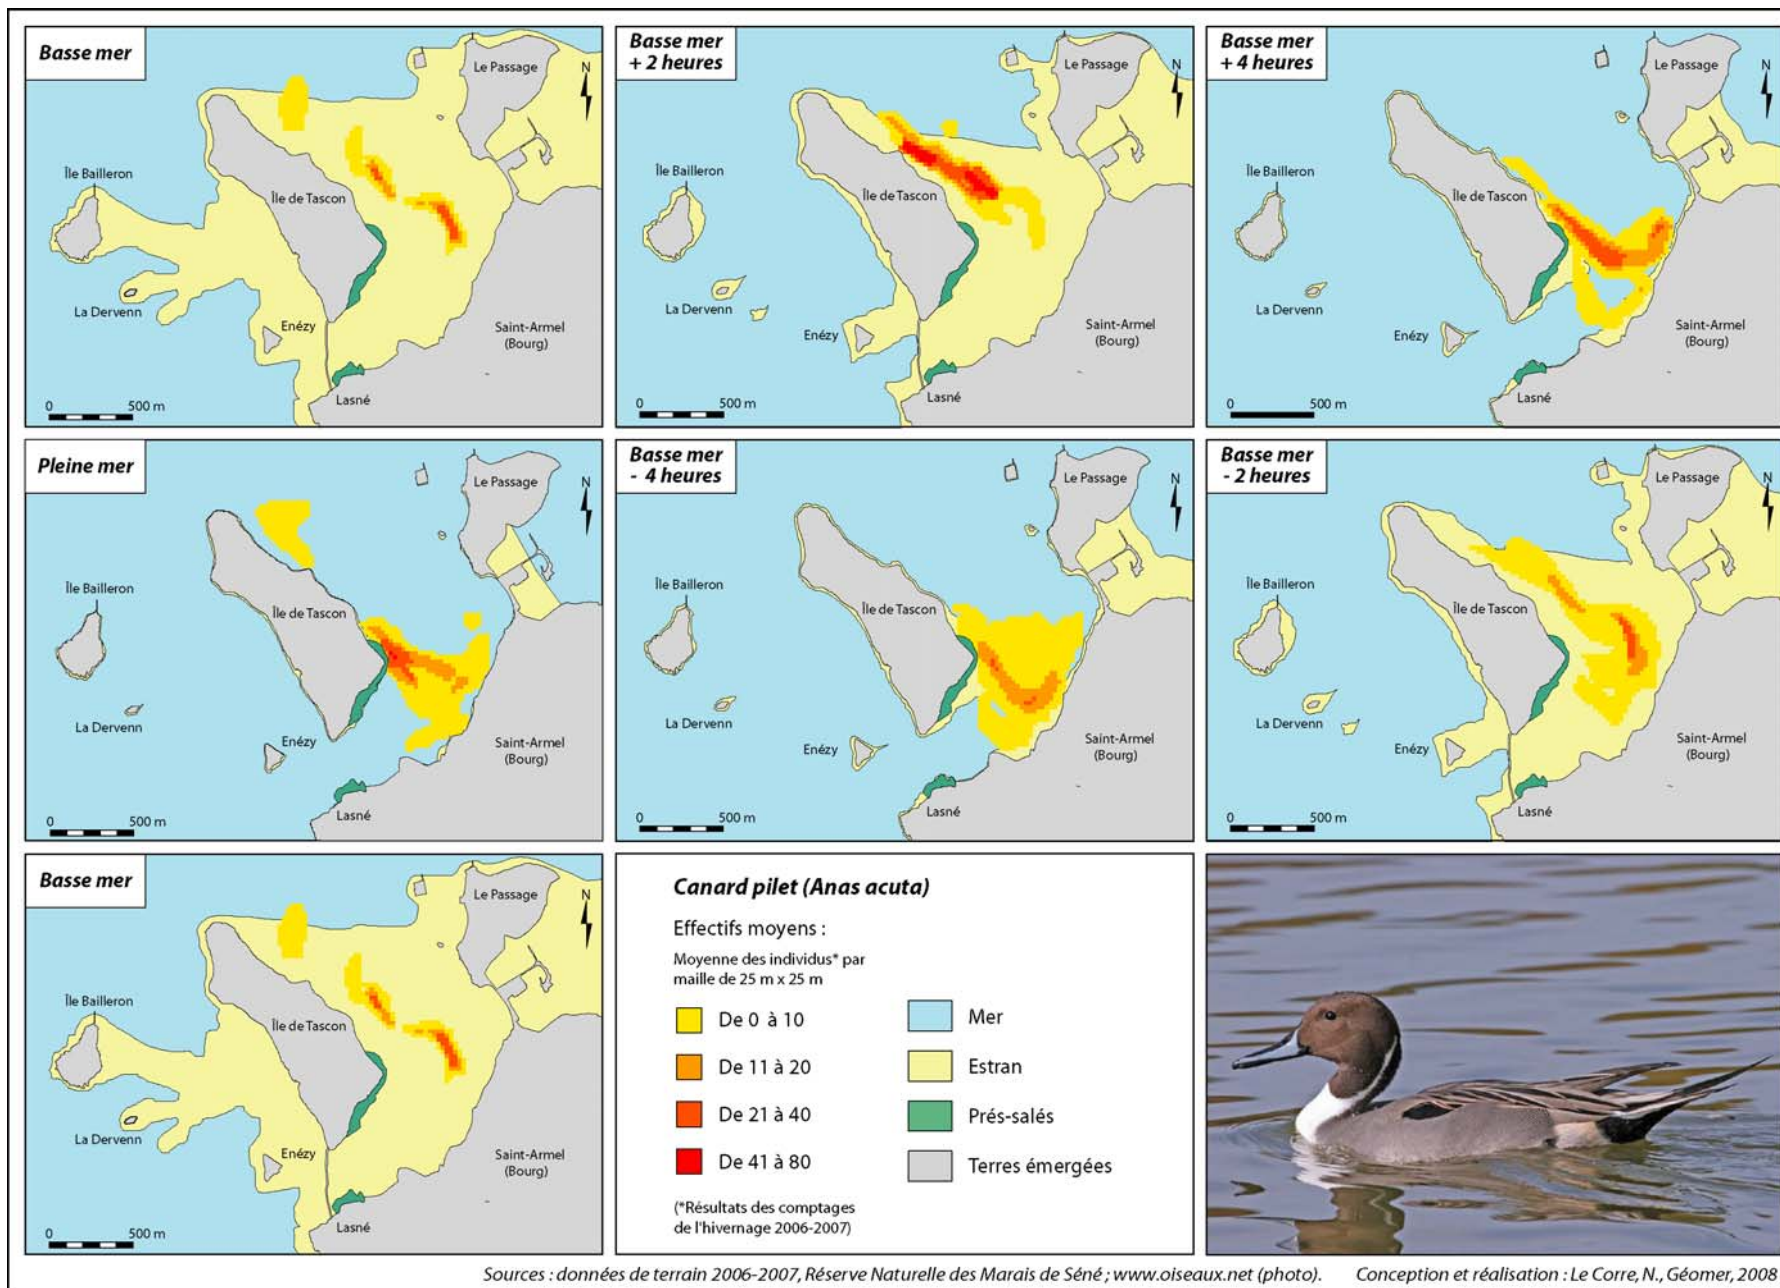 Basse mer
Le Passage
N
Île Bailleron
Île de Tascon
La Dervenn
Enézy
Saint-Armel
(Bourg)
Lasné
0 500 m
Basse mer
+ 2 heures
Le Passage
N
Île Bailleron
Île de Tascon
La Dervenn
Enézy
Saint-Armel
(Bourg)
Lasné
0 500 m
Basse mer
+ 4 heures
Le Passage
N
Île Bailleron
Île de Tascon
La Dervenn
Enézy
Saint-Armel
(Bourg)
Lasné
0 500 m
Pleine mer
Le Passage
N
Île Bailleron
Île de Tascon
La Dervenn
Enézy
Saint-Armel
(Bourg)
Lasné
0 500 m
Basse mer
- 4 heures
Le Passage
N
Île Bailleron
Île de Tascon
La Dervenn
Enézy
Saint-Armel
(Bourg)
Lasné
0 500 m
Basse mer
- 2 heures
Le Passage
N
Île Bailleron
Île de Tascon
La Dervenn
Enézy
Saint-Armel
(Bourg)
Lasné
0 500 m
Basse mer
Le Passage
N
Île Bailleron
Île de Tascon
La Dervenn
Enézy
Saint-Armel
(Bourg)
Lasné
0 500 m
Canard pilet (Anas acuta)
Effectifs moyens :
Moyenne des individus* par
maille de 25 m x 25 m
De 0 à 10
De 11 à 20
De 21 à 40
De 41 à 80
Mer
Estran
Prés-salés
Terres émergées
(*Résultats des comptages
de l'hivernage 2006-2007)
Sources : données de terrain 2006-2007, Réserve Naturelle des Marais de Séné ; www.oiseaux.net (photo). Conception et réalisation : Le Corre, N., Géomer, 2008